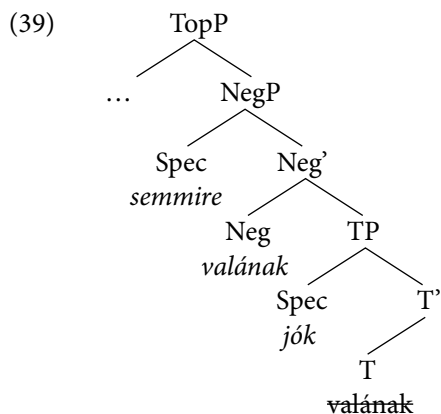 (39) TopP
… NegP
Spec Neg’
semmire
Neg TP
valának
Spec T’
jók
T
valának